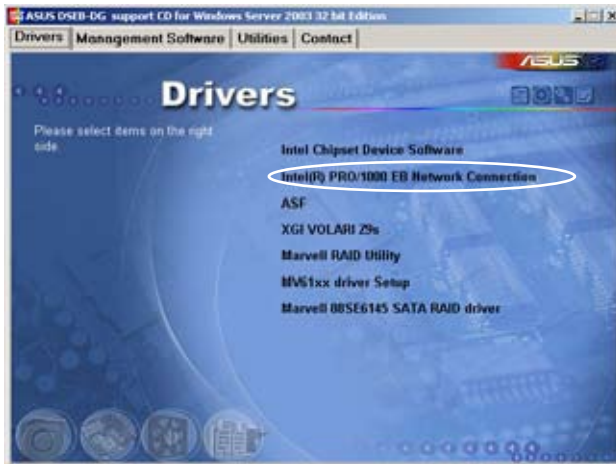 ASUS DSEB-DG support CD for Windows Server 2003 32 bit Edition
Drivers Management Software Utilities Contact
ASUS
Drivers
Please select items on the right
side.
Intel Chipset Device Software
Intel(R) PRO/1000 EB Network Connection
ASF
XGI VOLARI Z9s
Marvell RAID Utility
MV61xx driver Setup
Marvell 88SE6145 SATA RAID driver